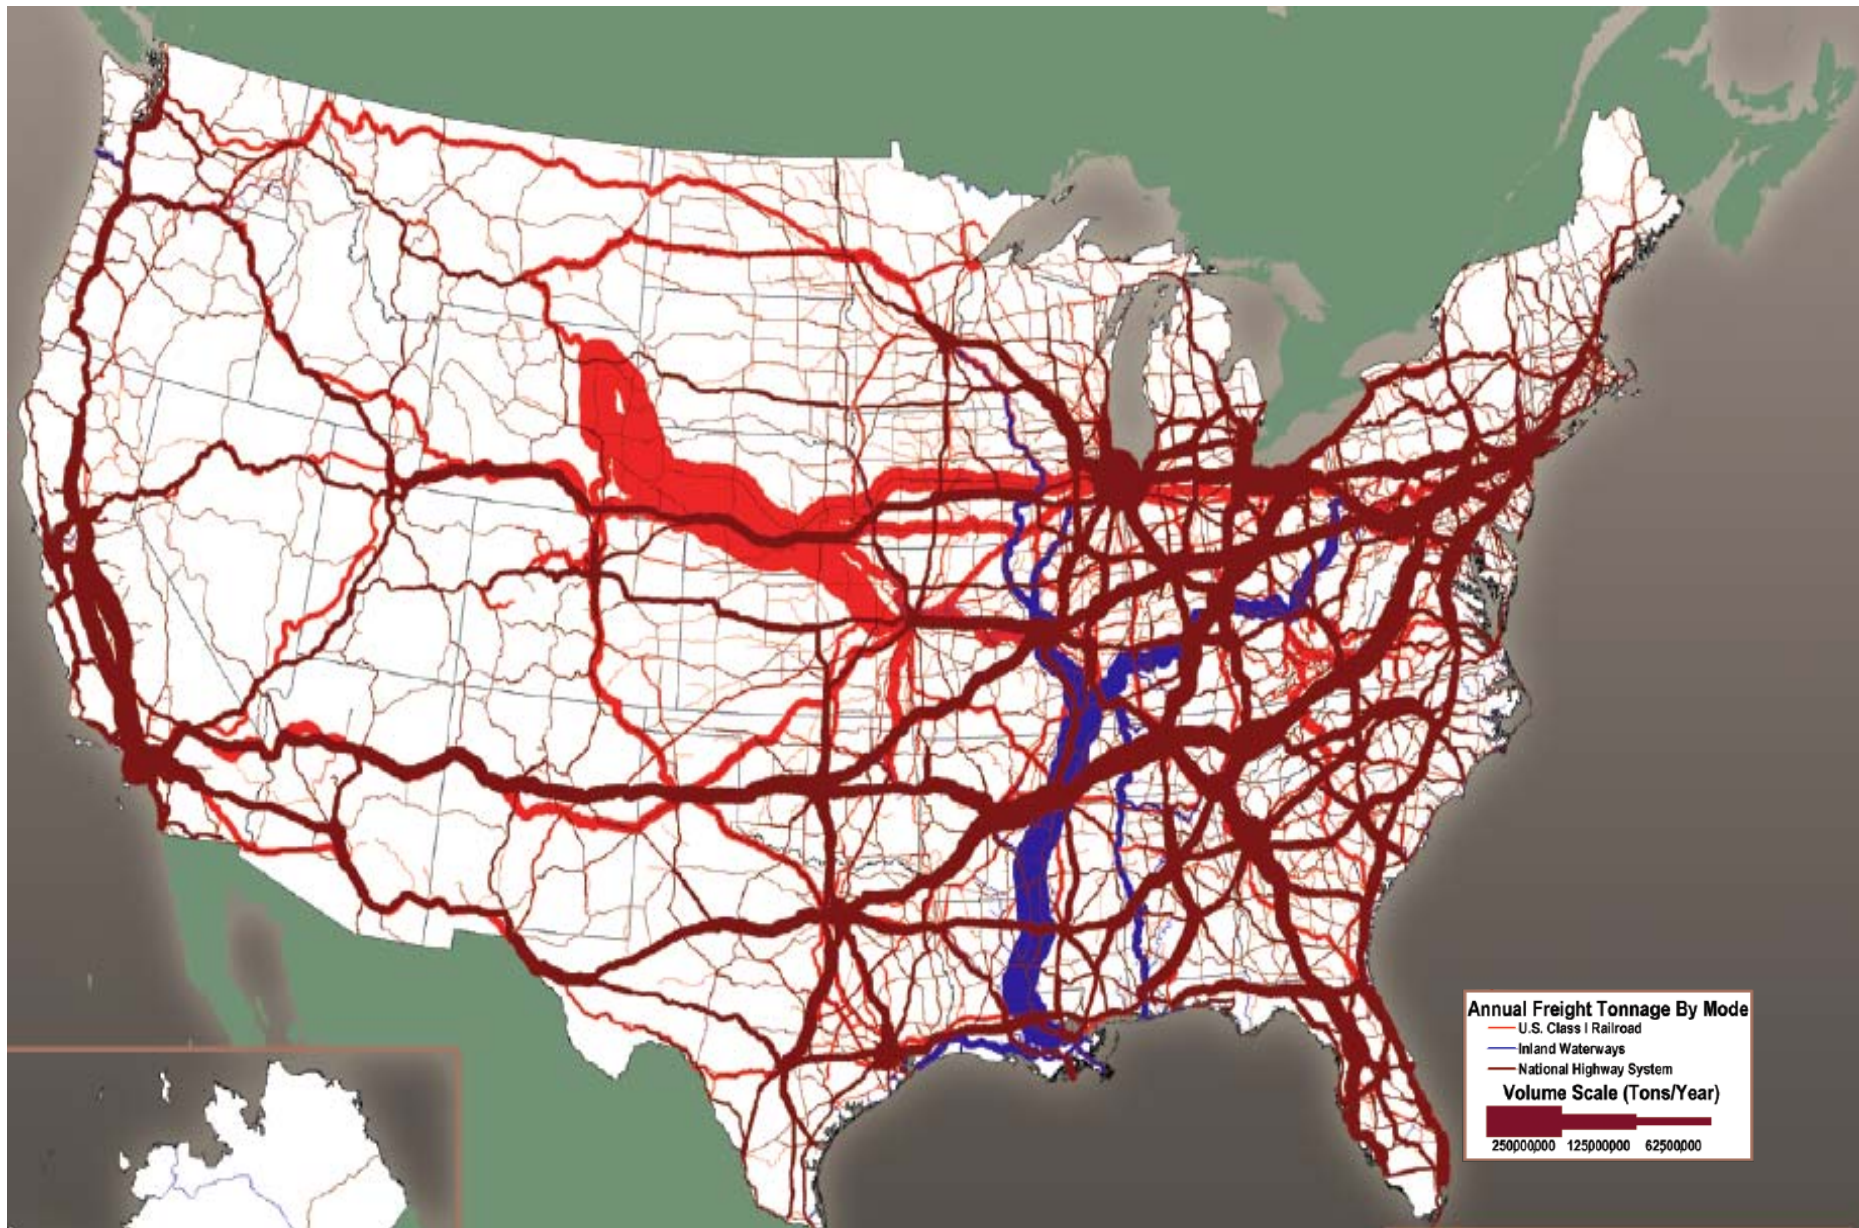 Annual Freight Tonnage By Mode
U.S. Class I Railroad
Inland Waterways
National Highway System
Volume Scale (Tons/Year)
250000000 125000000 62500000